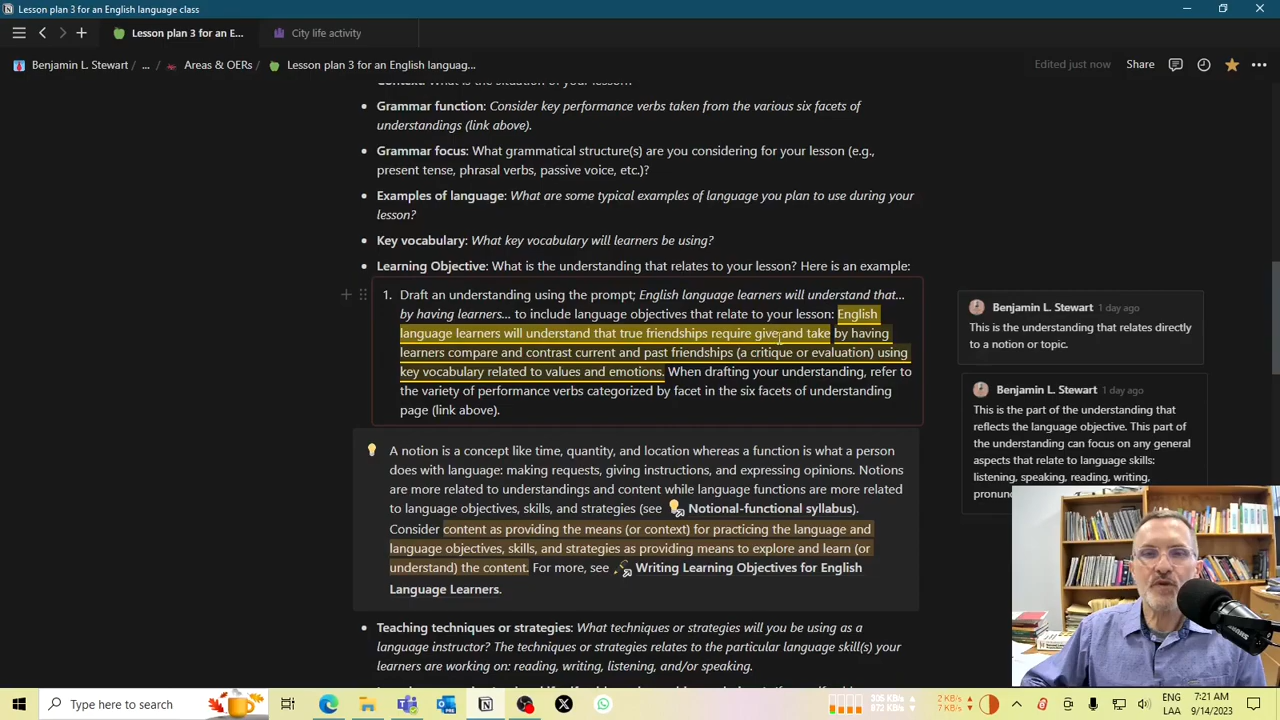 Lesson plan 3 for an English language class
Lesson plan 3 for an E...
City life activity
Benjamin L. Stewart / ... / Areas & OERs / Lesson plan 3 for an English languag...
Edited just now
Share
Grammar function: Consider key performance verbs taken from the various six facets of
understandings (link above).
Grammar focus: What grammatical structure(s) are you considering for your lesson (e.g.,
present tense, phrasal verbs, passive voice, etc.)?
Examples of language: What are some typical examples of language you plan to use during your
lesson?
Key vocabulary: What key vocabulary will learners be using?
Learning Objective: What is the understanding that relates to your lesson? Here is an example:
1. Draft an understanding using the prompt; English language learners will understand that...
by having learners... to include language objectives that relate to your lesson: English
language learners will understand that true friendships require give and take by having
learners compare and contrast current and past friendships (a critique or evaluation) using
key vocabulary related to values and emotions. When drafting your understanding, refer to
the variety of performance verbs categorized by facet in the six facets of understanding
page (link above).
A notion is a concept like time, quantity, and location whereas a function is what a person
does with language: making requests, giving instructions, and expressing opinions. Notions
are more related to understandings and content while language functions are more related
to language objectives, skills, and strategies (see Notional-functional syllabus).
Consider content as providing the means (or context) for practicing the language and
language objectives, skills, and strategies as providing means to explore and learn (or
understand) the content. For more, see Writing Learning Objectives for English
Language Learners.
Teaching techniques or strategies: What techniques or strategies will you be using as a
language instructor? The techniques or strategies relates to the particular language skill(s) your
learners are working on: reading, writing, listening, and/or speaking.
Benjamin L. Stewart 1 day ago
This is the understanding that relates directly
to a notion or topic.
Benjamin L. Stewart 1 day ago
This is the part of the understanding that
reflects the language objective. This part of
the understanding can focus on any general
aspects that relate to language skills:
listening, speaking, reading, writing,
Type here to search
305 KB/s
872 KB/s
2 KB/s
7 KB/s
ENG
LAA
7:21 AM
9/14/2023